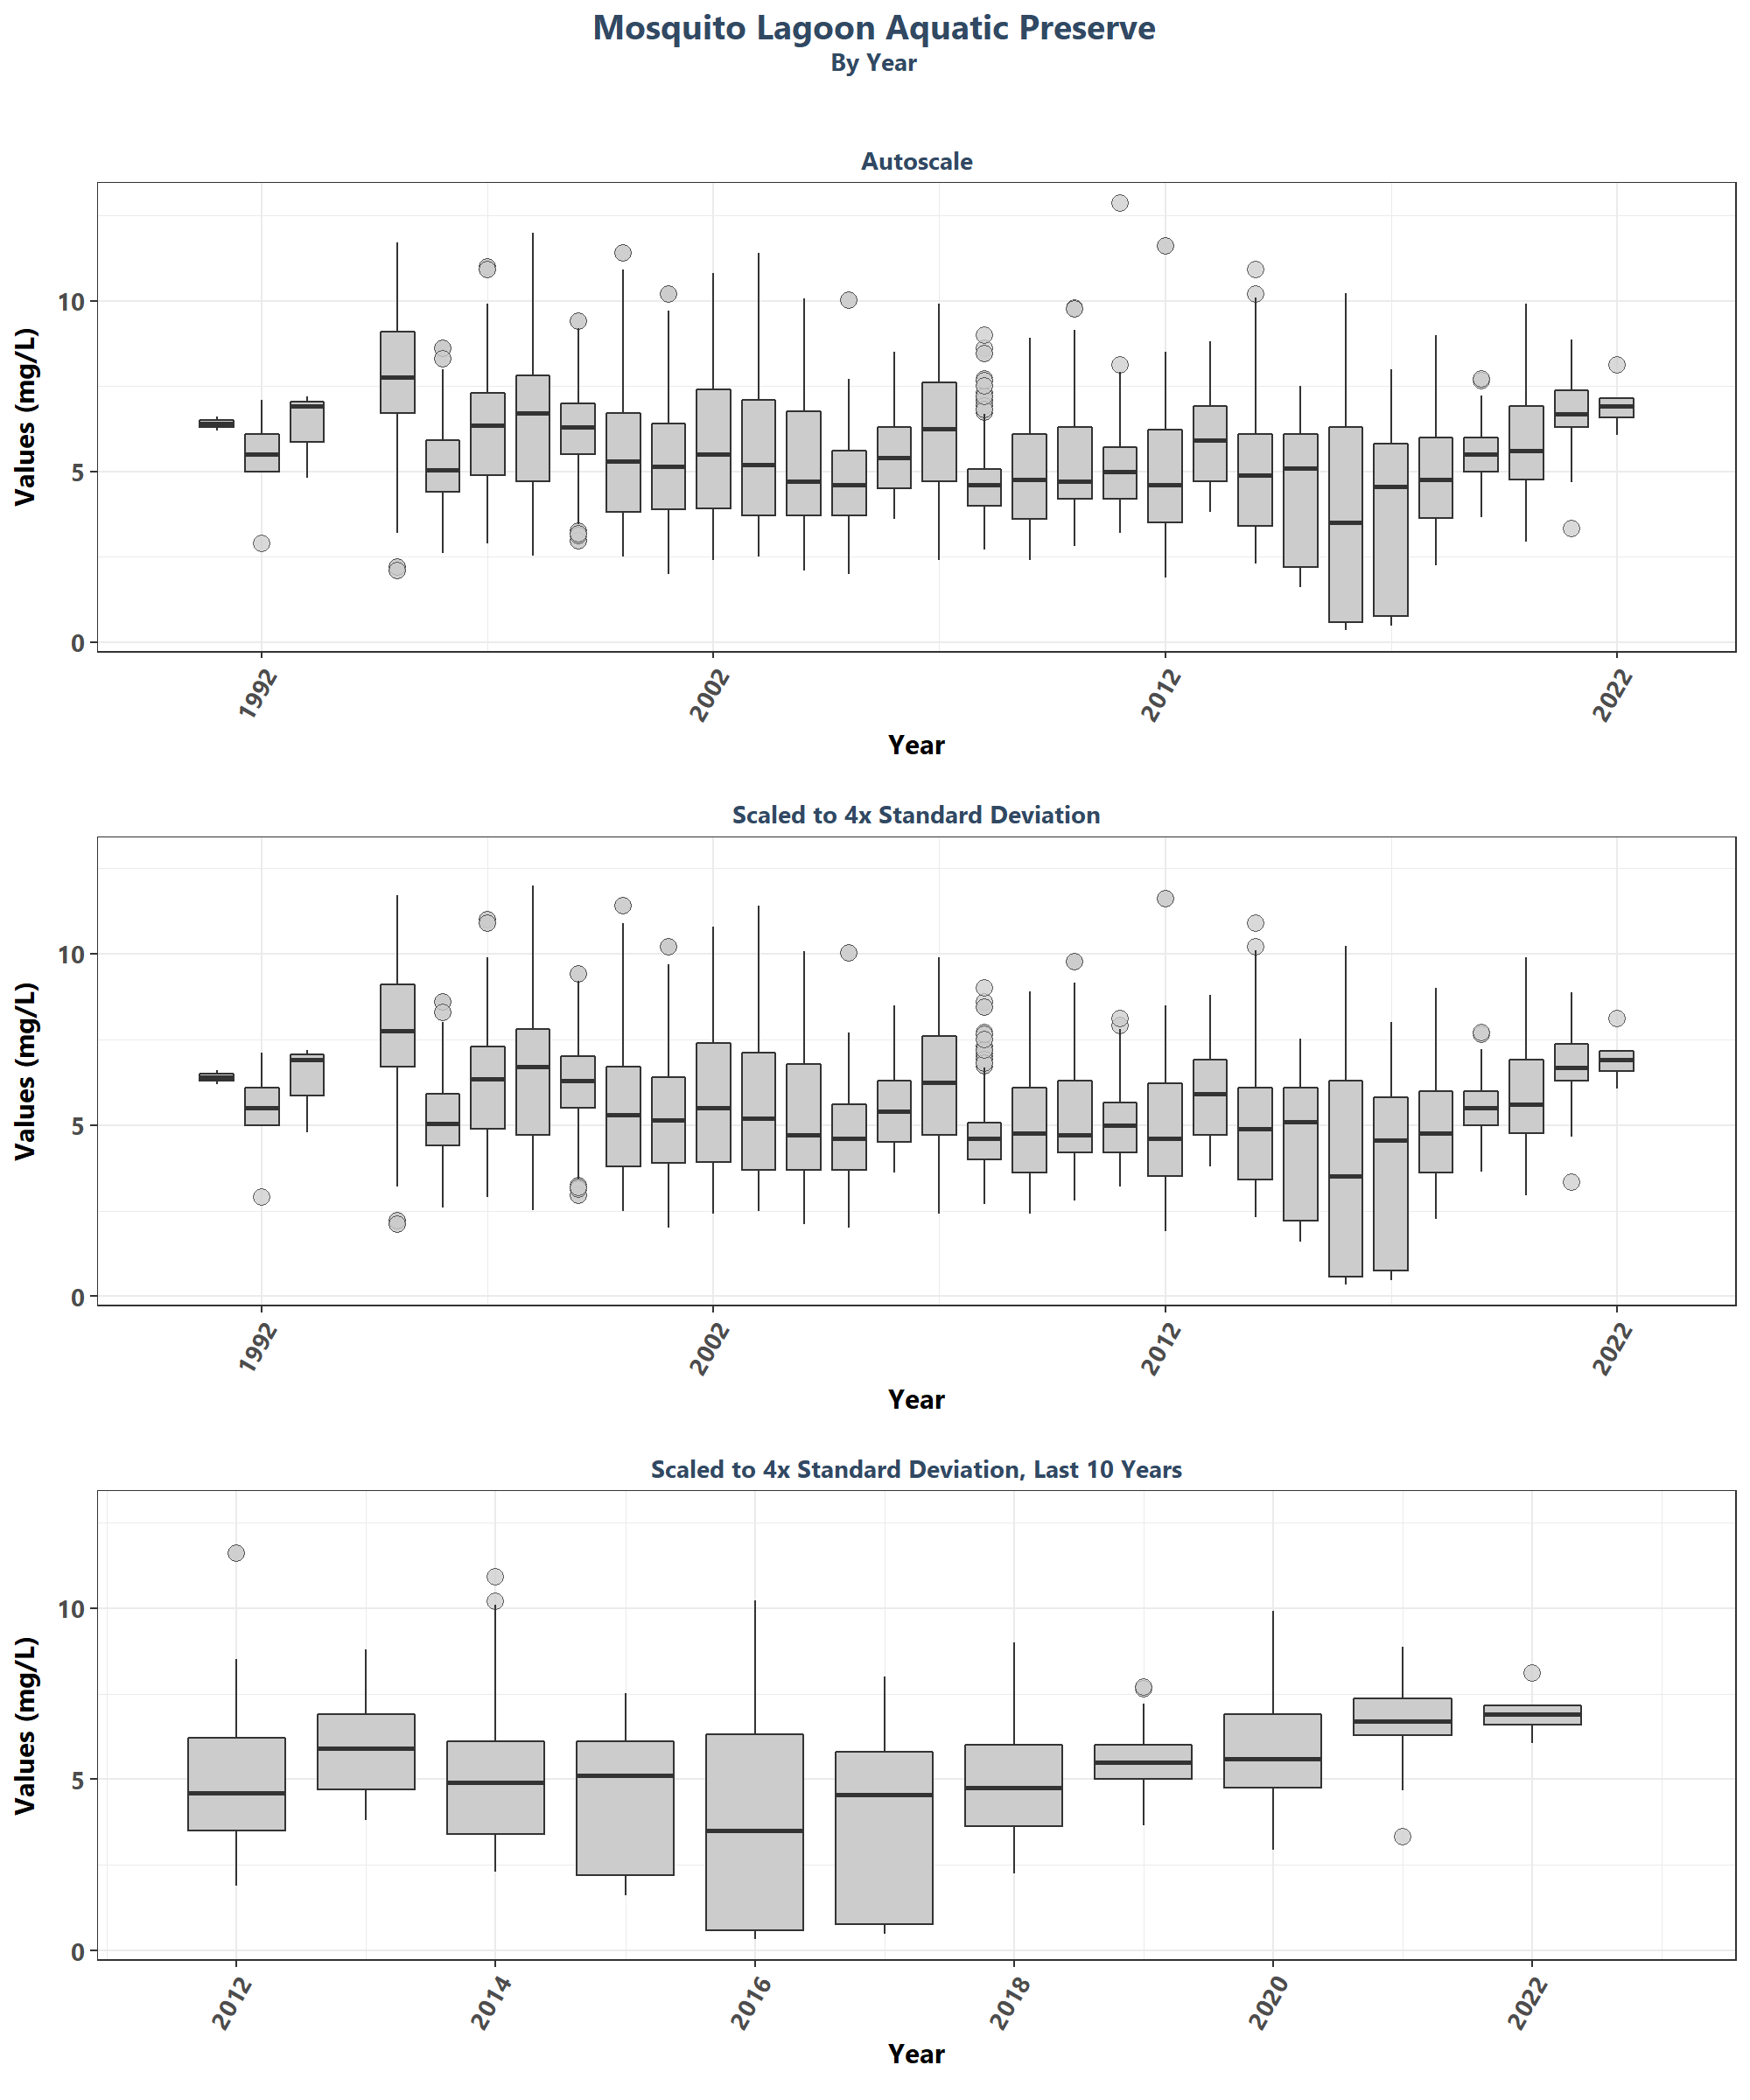 Mosquito Lagoon Aquatic Preserve
By Year
Autoscale
Values (mg/L)
10
5
0
1992
2002
2012
2022
Year
Scaled to 4x Standard Deviation
Values (mg/L)
10
5
0
1992
2002
2012
2022
Year
Scaled to 4x Standard Deviation, Last 10 Years
Values (mg/L)
10
5
0
2012
2014
2016
2018
2020
2022
Year